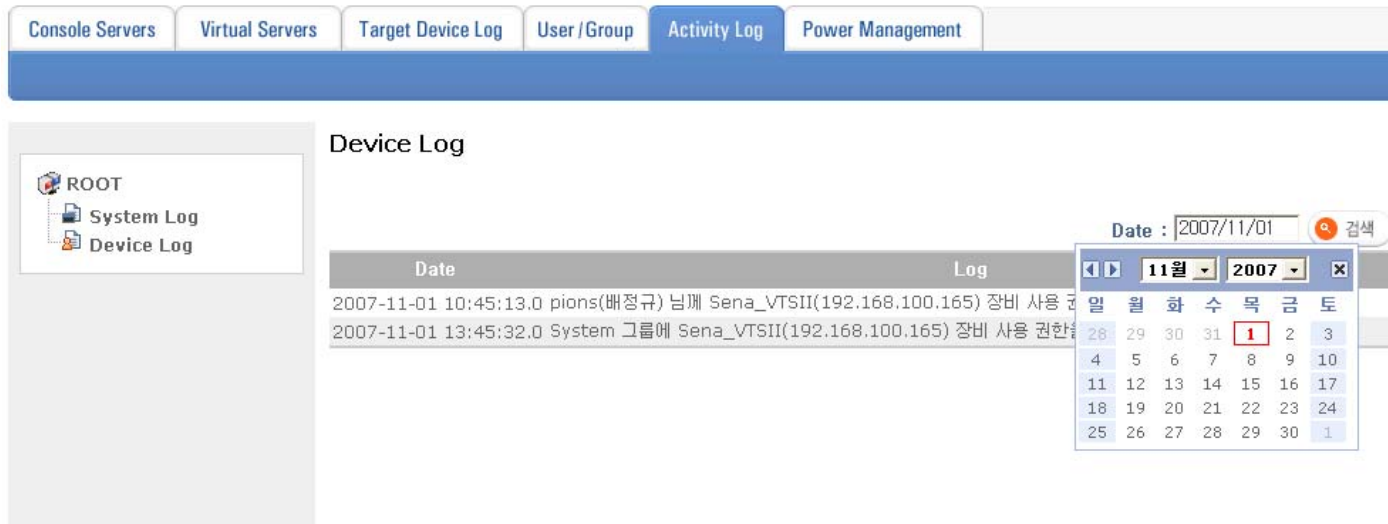 Console Servers Virtual Servers Target Device Log User/Group Activity Log Power Management
Device Log
ROOT
System Log
Device Log
Date : 2007/11/01 검색
Date Log
2007-11-01 10:45:13.0 pions(배정규) 님께 Sena_VTSII(192.168.100.165) 장비 사용
2007-11-01 13:45:32.0 System 그룹에 Sena_VTSII(192.168.100.165) 장비 사용
11월 2007
일 월 화 수 목 금 토
28 29 30 31 1 2 3
4 5 6 7 8 9 10
11 12 13 14 15 16 17
18 19 20 21 22 23 24
25 26 27 28 29 30 1